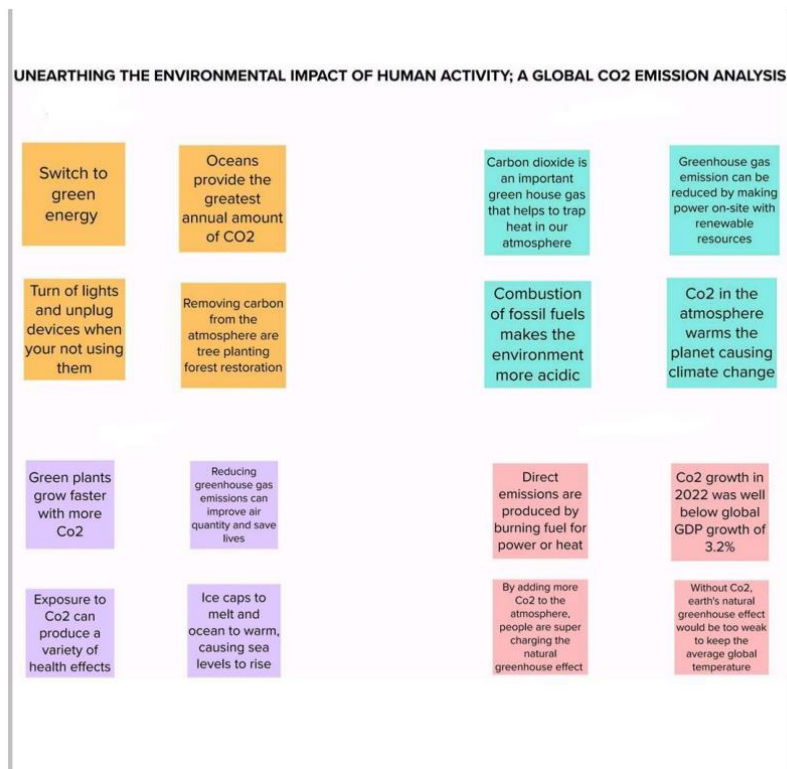 UNEARTHING THE ENVIRONMENTAL IMPACT OF HUMAN ACTIVITY; A GLOBAL CO2 EMISSION ANALYSIS
Switch to
green
energy
Oceans
provide the
greatest
annual amount
of CO2
Turn of lights
and unplug
devices when
your not using
them
Removing carbon
from the
atmosphere are
tree planting
forest restoration
Carbon dioxide is
an important
green house gas
that helps to trap
heat in our
atmosphere
Greenhouse gas
emission can be
reduced by making
power on-site with
renewable
resources
Combustion
of fossil fuels
makes the
environment
more acidic
Co2 in the
atmosphere
warms the
planet causing
climate change
Green plants
grow faster
with more
Co2
Reducing
greenhouse gas
emissions can
improve air
quantity and save
lives
Exposure to
Co2 can
produce a
variety of
health effects
Ice caps to
melt and
ocean to warm,
causing sea
levels to rise
Direct
emissions are
produced by
burning fuel for
power or heat
Co2 growth in
2022 was well
below global
GDP growth of
3.2%
By adding more
Co2 to the
atmosphere,
people are super
charging the
natural
greenhouse effect
Without Co2,
earth's natural
greenhouse effect
would be too weak
to keep the
average global
temperature